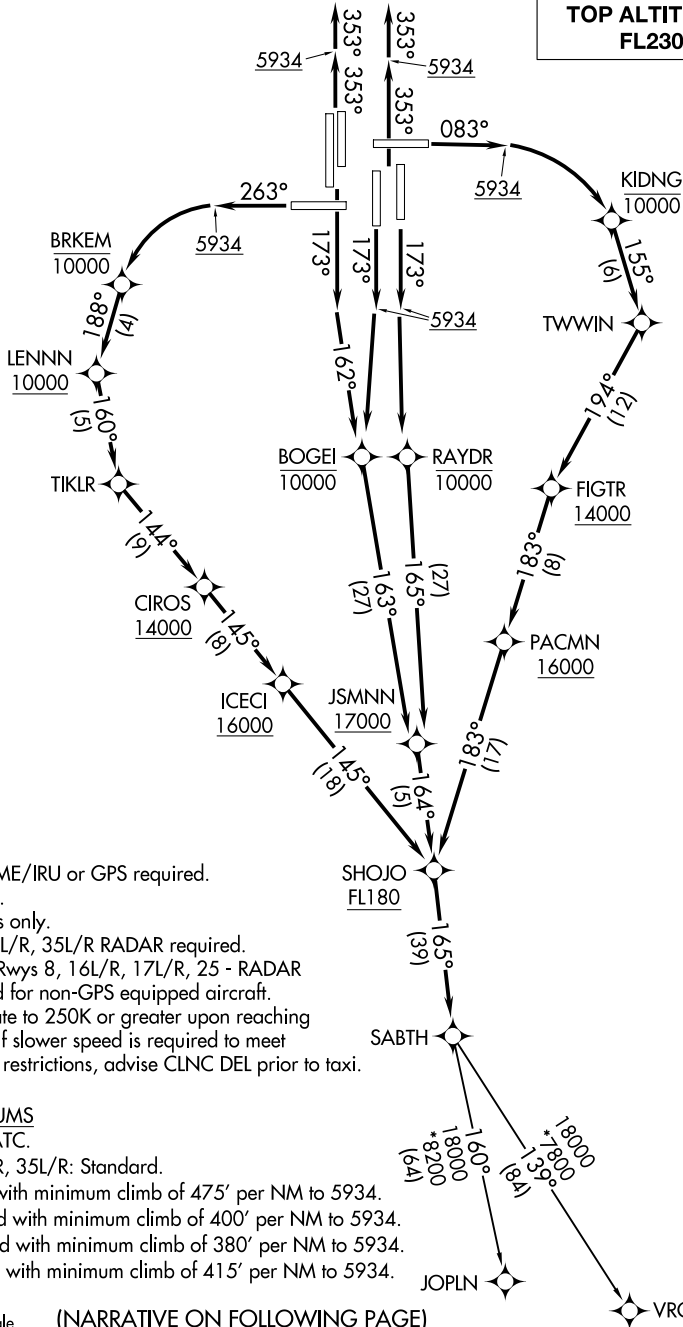 TOP ALTIT
FL230
353°
353°
5934
5934
353°
353°
083°
5934
KIDNG
10000
263°
5934
BRKEM
10000
155°
(6)
173°
173°
173°
5934
188°
(4)
TWWIN
LENNN
10000
162°
160°
(5)
194°
(12)
BOGEI
10000
RAYDR
10000
TIKLR
FIGTR
14000
144°
(9)
163°
(27)
165°
(27)
183°
(8)
CIROS
14000
145°
(8)
PACMN
16000
ICECI
16000
JSMNN
17000
183°
(17)
145°
(18)
164°
(5)
ME/IRU or GPS required.
SHOJO
FL180
s only.
L/R, 35L/R RADAR required.
Rwys 8, 16L/R, 17L/R, 25 - RADAR
d for non-GPS equipped aircraft.
165°
(39)
ate to 250K or greater upon reaching
f slower speed is required to meet
restrictions, advise CLNC DEL prior to taxi.
SABTH
UMS
ATC.
R, 35L/R: Standard.
with minimum climb of 475' per NM to 5934.
d with minimum climb of 400' per NM to 5934.
d with minimum climb of 380' per NM to 5934.
with minimum climb of 415' per NM to 5934.
18000
*8200
160°
(64)
18000
*7800
139°
(84)
JOPLN
(NARRATIVE ON FOLLOWING PAGE)
VRC